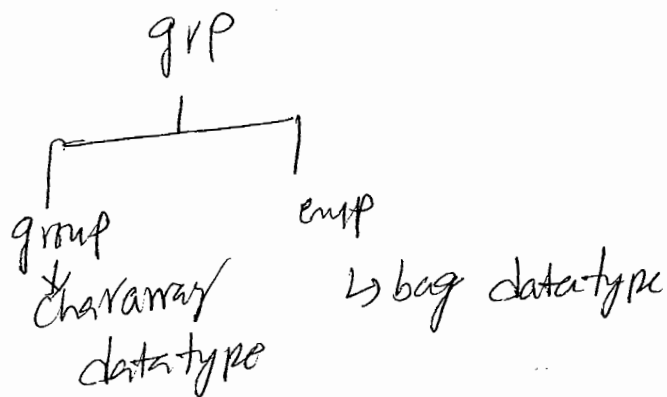 grp
group
emp
chararray
↳ bag datatype
datatype